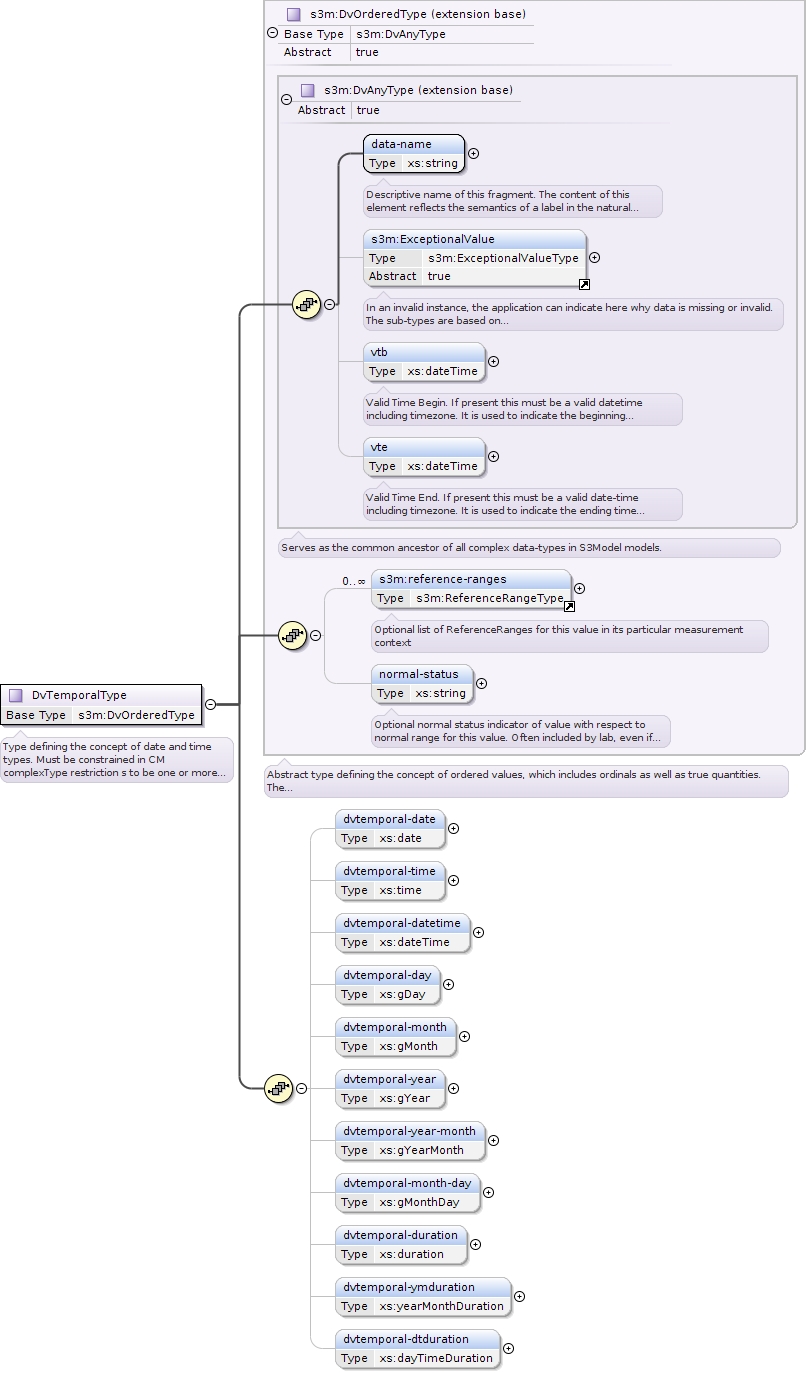 s3m:DvOrderedType (extension base)
Base Type s3m:DvAnyType
Abstract true
s3m:DvAnyType (extension base)
Abstract true
data-name
Type xs:string
Descriptive name of this fragment. The content of this
element reflects the semantics of a label in the natural...
s3m:ExceptionalValue
Type s3m:ExceptionalValueType
Abstract true
In an invalid instance, the application can indicate here why data is missing or invalid.
The sub-types are based on...
vtb
Type xs:dateTime
Valid Time Begin. If present this must be a valid datetime
including timezone. It is used to indicate the beginning...
vte
Type xs:dateTime
Valid Time End. If present this must be a valid date-time
including timezone. It is used to indicate the ending time...
Serves as the common ancestor of all complex data-types in S3Model models.
0..∞
s3m:reference-ranges
Type s3m:ReferenceRangeType
Optional list of ReferenceRanges for this value in its particular measurement
context
normal-status
Type xs:string
Optional normal status indicator of value with respect to
normal range for this value. Often included by lab, even if...
DvTemporalType
Base Type s3m:DvOrderedType
Type defining the concept of date and time
types. Must be constrained in CM
complexType restriction s to be one or more...
Abstract type defining the concept of ordered values, which includes ordinals as well as true quantities.
The...
dvtemporal-date
Type xs:date
dvtemporal-time
Type xs:time
dvtemporal-datetime
Type xs:dateTime
dvtemporal-day
Type xs:gDay
dvtemporal-month
Type xs:gMonth
dvtemporal-year
Type xs:gYear
dvtemporal-year-month
Type xs:gYearMonth
dvtemporal-month-day
Type xs:gMonthDay
dvtemporal-duration
Type xs:duration
dvtemporal-ymduration
Type xs:yearMonthDuration
dvtemporal-dtduration
Type xs:dayTimeDuration